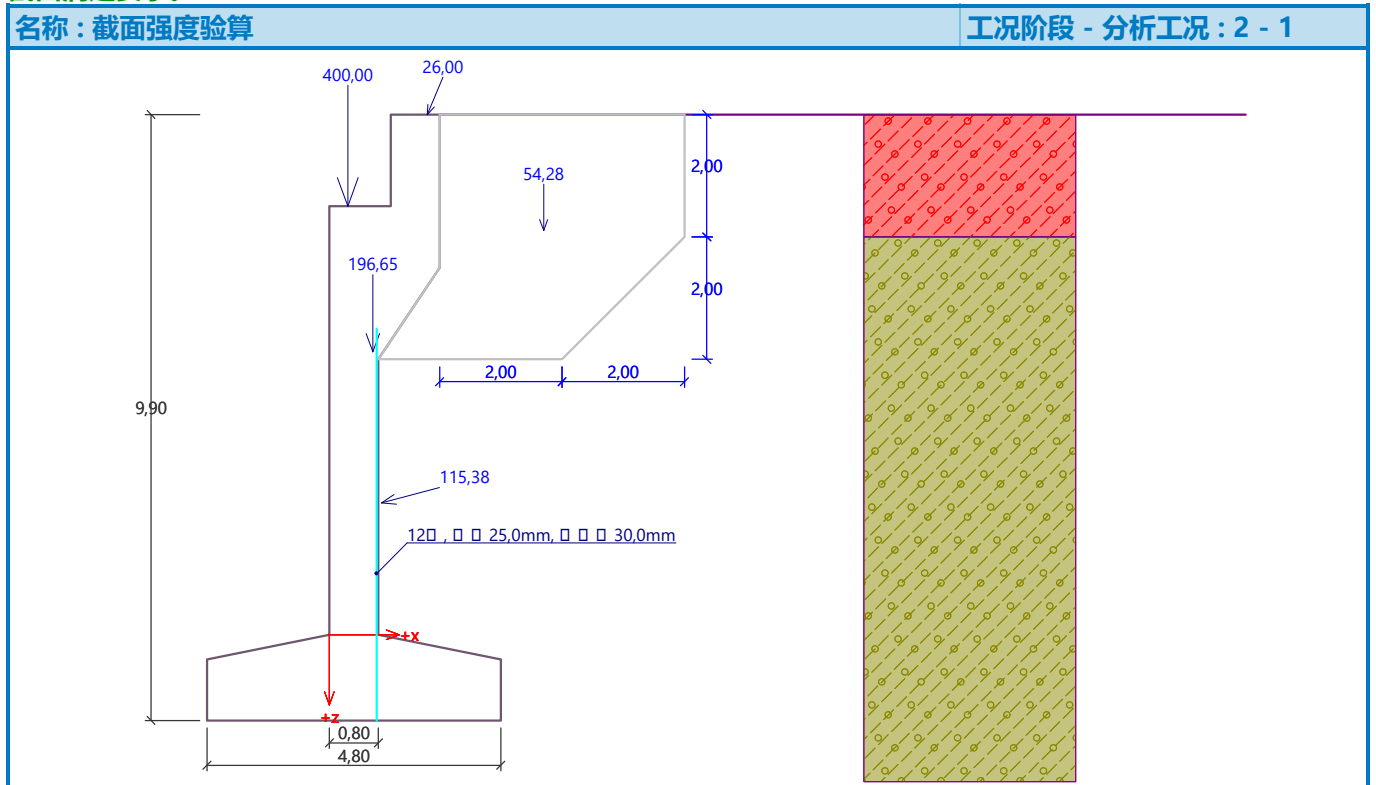 名称 : 截面强度验算
工况阶段 - 分析工况 : 2 - 1
400,00
26,00
2,00
54,28
196,65
2,00
2,00
2,00
9,90
115,38
12▯ , ▯ ▯ 25,0mm, ▯ ▯ ▯ 30,0mm
+x
+z
0,80
4,80